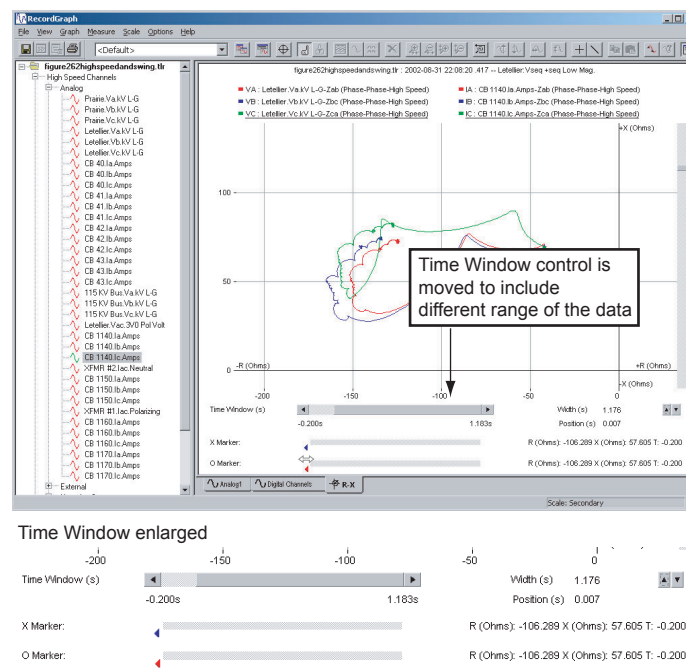 RecordGraph
File View Graph Measure Scale Options Help
<Default>
figure262highspeedandswing.tlr
High Speed Channels
Analog
Prairie.Va.kV L-G
Prairie.Vb.kV L-G
Prairie.Vc.kV L-G
Letellier.Va.kV L-G
Letellier.Vb.kV L-G
Letellier.Vc.kV L-G
CB 40.Ia.Amps
CB 40.Ib.Amps
CB 40.Ic.Amps
CB 41.Ia.Amps
CB 41.Ib.Amps
CB 41.Ic.Amps
CB 42.Ia.Amps
CB 42.Ib.Amps
CB 42.Ic.Amps
CB 43.Ia.Amps
CB 43.Ib.Amps
CB 43.Ic.Amps
115 KV Bus.Va.kV L-G
115 KV Bus.Vb.kV L-G
115 KV Bus.Vc.kV L-G
Letellier.Vac.3V0 Pol Volt
CB 1140.Ia.Amps
CB 1140.Ib.Amps
CB 1140.Ic.Amps
XFMR #2.Iac.Neutral
CB 1150.Ia.Amps
CB 1150.Ib.Amps
CB 1150.Ic.Amps
XFMR #1.Iac.Polarizing
CB 1160.Ia.Amps
CB 1160.Ib.Amps
CB 1160.Ic.Amps
CB 1170.Ia.Amps
CB 1170.Ib.Amps
CB 1170.Ic.Amps
External
figure262highspeedandswing.tlr : 2002-08-31 22:08:20 .417 -- Letellier:Vseq +seq Low Mag.
VA : Letellier.Va.kV L-G-Zab (Phase-Phase-High Speed) IA : CB 1140.Ia.Amps-Zab (Phase-Phase-High Speed)
VB : Letellier.Vb.kV L-G-Zbc (Phase-Phase-High Speed) IB : CB 1140.Ib.Amps-Zbc (Phase-Phase-High Speed)
VC : Letellier.Vc.kV L-G-Zca (Phase-Phase-High Speed) IC : CB 1140.Ic.Amps-Zca (Phase-Phase-High Speed)
+X (Ohms)
100
50
0
Time Window control is
moved to include
different range of the data
-R (Ohms) +R (Ohms)
-X (Ohms)
-200 -150 -100 -50 0
Time Window (s) Width (s) 1.176
-0.200s 1.183s Position (s) 0.007
X Marker: R (Ohms): -106.289 X (Ohms): 57.605 T: -0.200
O Marker: R (Ohms): -106.289 X (Ohms): 57.605 T: -0.200
Analog1 Digital Channels R-X
Scale: Secondary
Time Window enlarged
-200 -150 -100 -50 0
Time Window (s) Width (s) 1.176
-0.200s 1.183s Position (s) 0.007
X Marker: R (Ohms): -106.289 X (Ohms): 57.605 T: -0.200
O Marker: R (Ohms): -106.289 X (Ohms): 57.605 T: -0.200